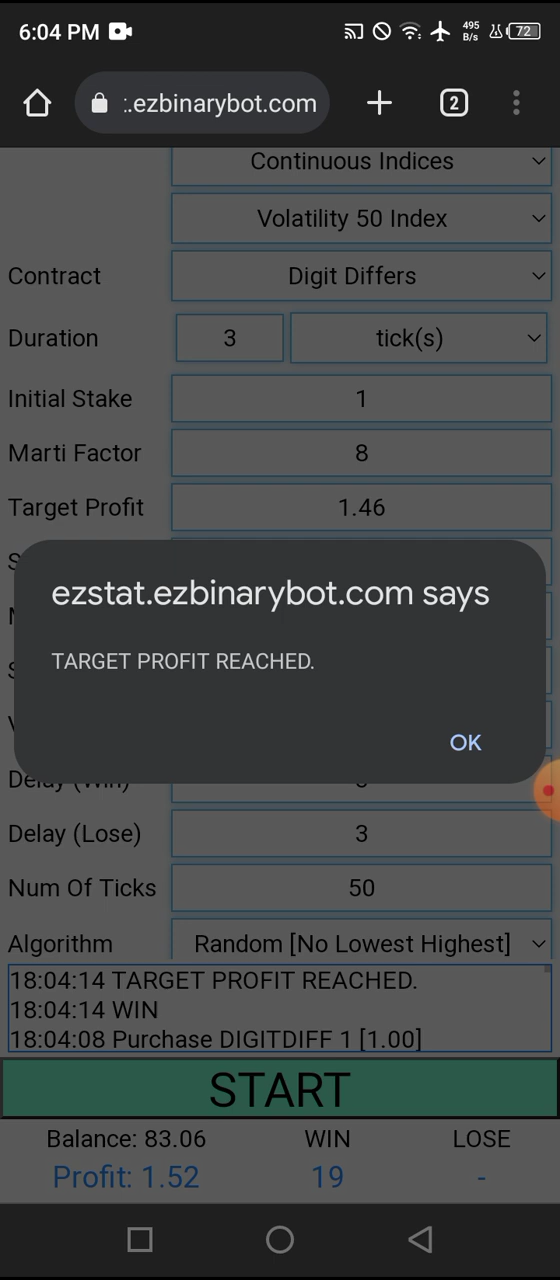 6:04 PM
495
B/s
72
:.ezbinarybot.com
2
Continuous Indices
Volatility 50 Index
Contract Digit Differs
Duration 3 tick(s)
Initial Stake 1
Marti Factor 8
Target Profit 1.46
ezstat.ezbinarybot.com says
TARGET PROFIT REACHED.
OK
Delay (Win)
Delay (Lose) 3
Num Of Ticks 50
Algorithm Random [No Lowest Highest]
18:04:14 TARGET PROFIT REACHED.
18:04:14 WIN
18:04:08 Purchase DIGITDIFF 1 [1.00]
START
Balance: 83.06 WIN LOSE
Profit: 1.52 19 -